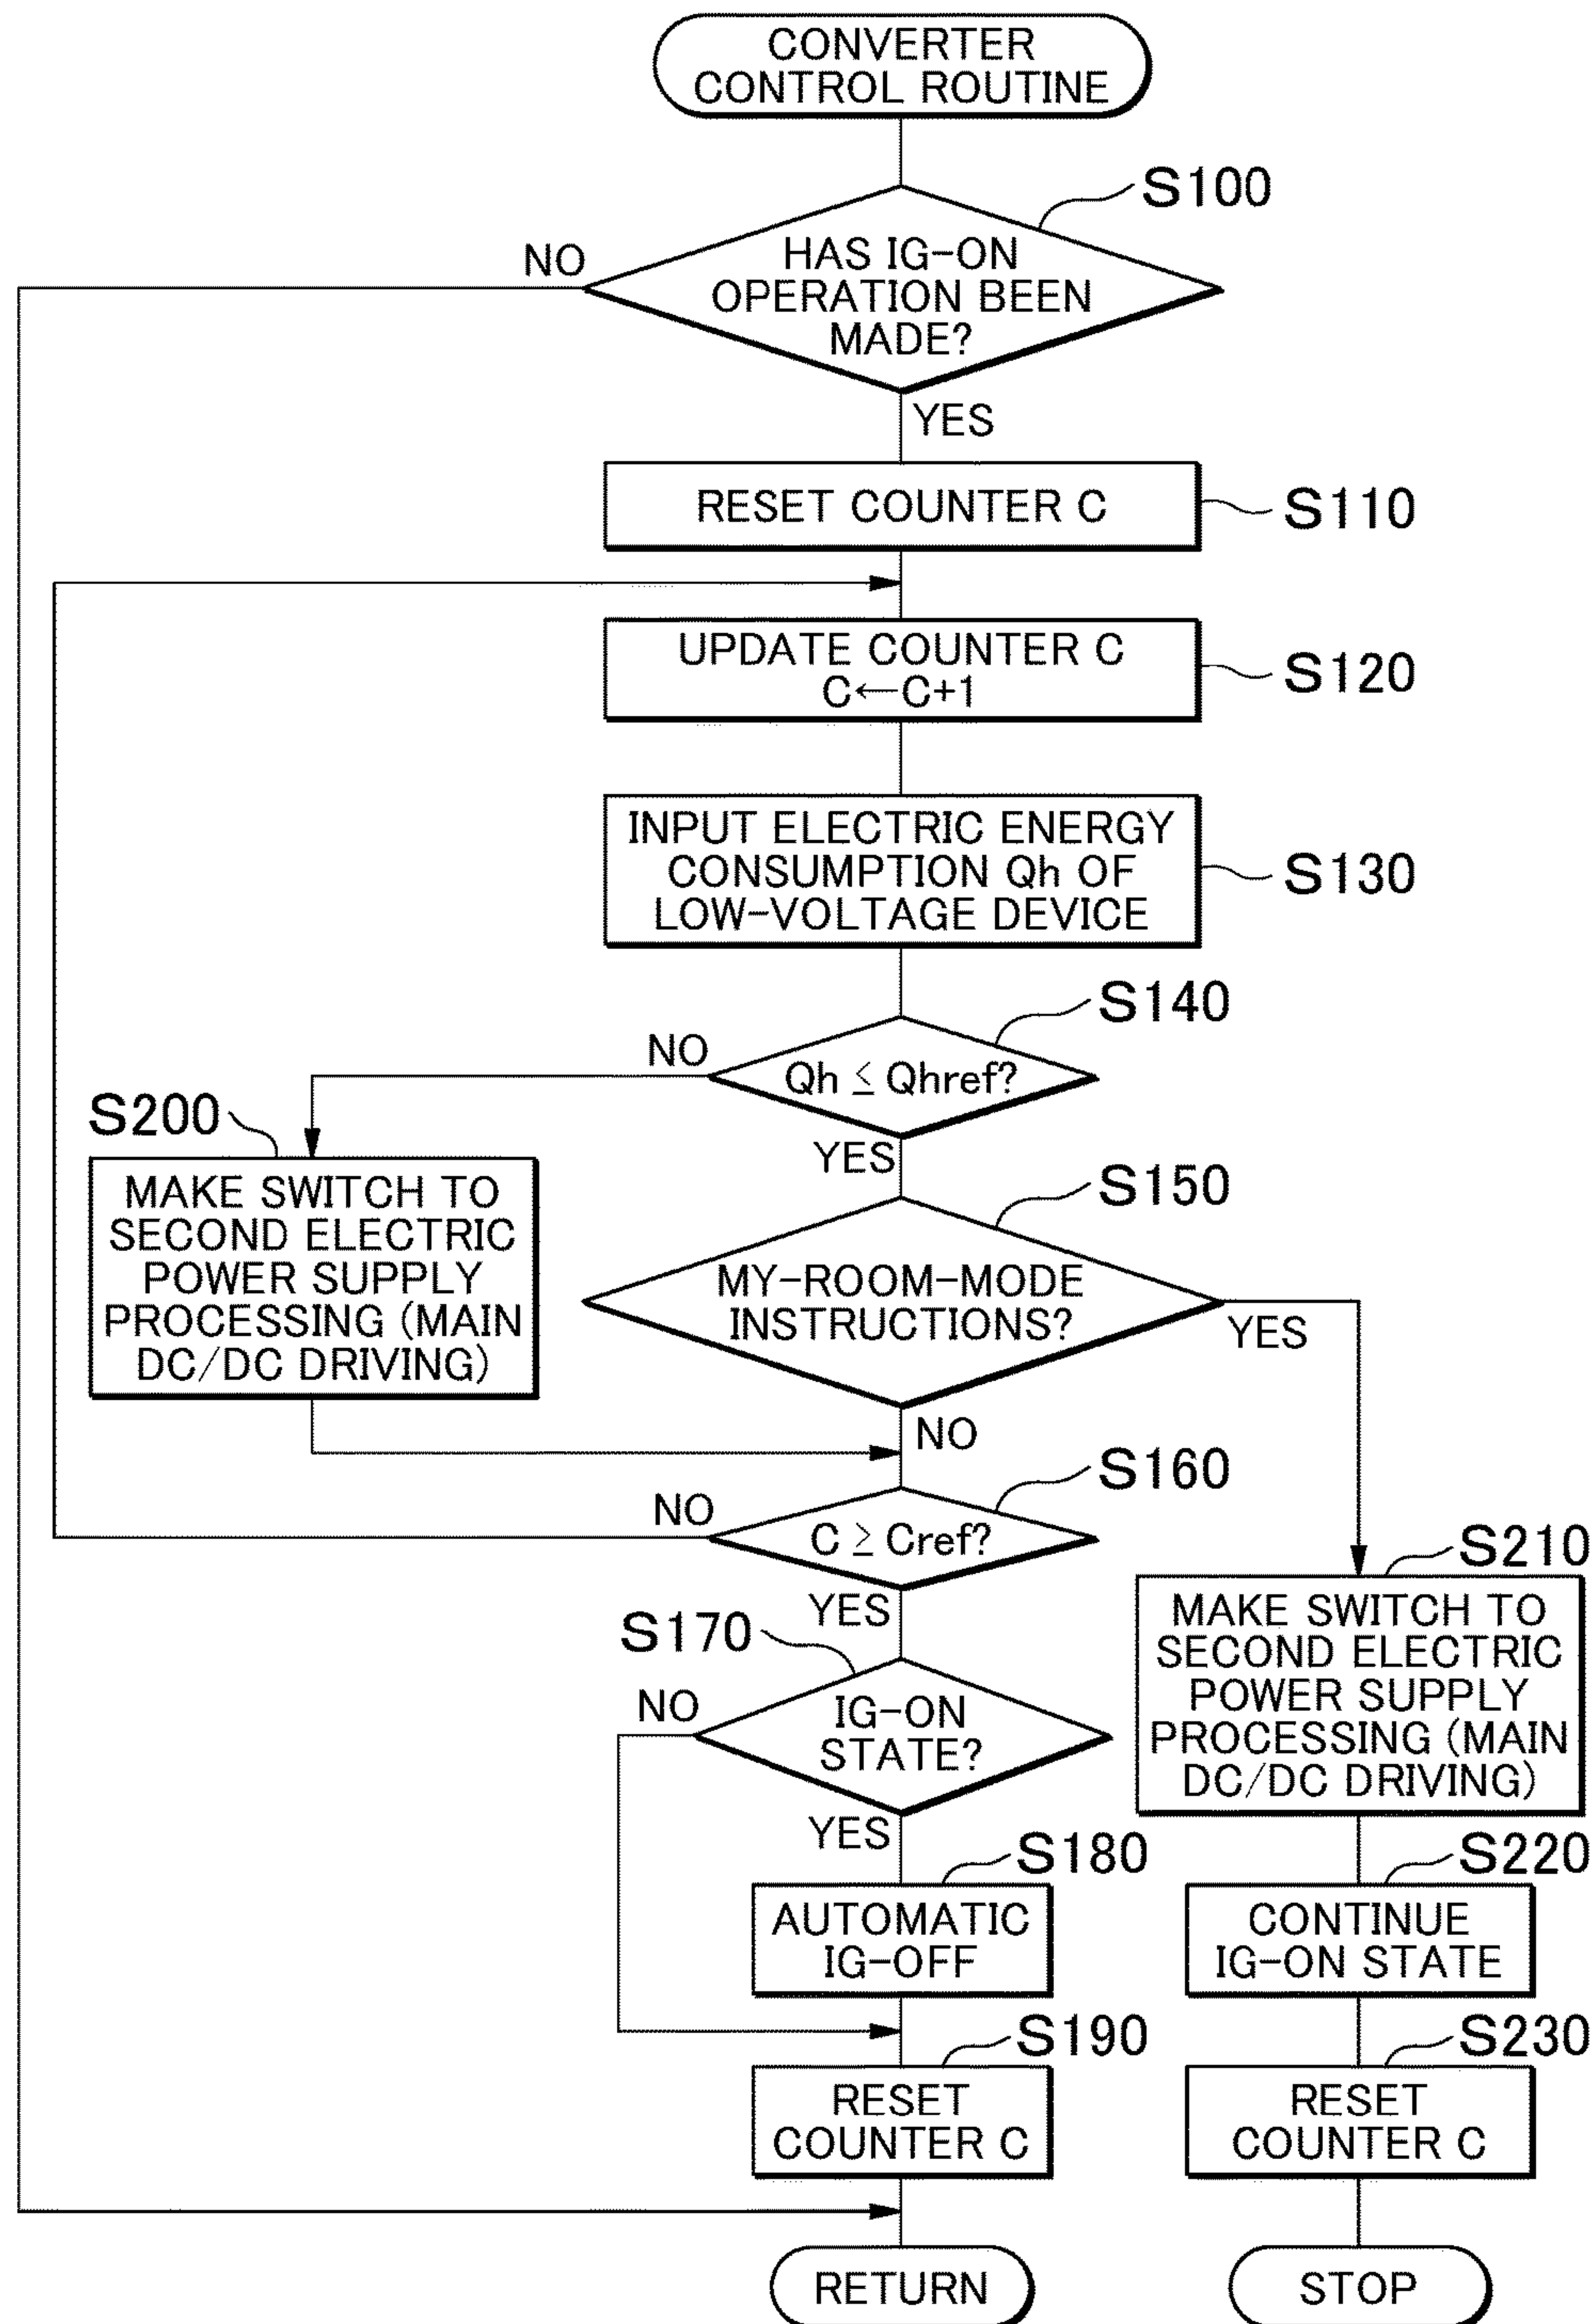 CONVERTER
CONTROL ROUTINE
S100
NO
HAS IG-ON
OPERATION BEEN
MADE?
YES
RESET COUNTER C
S110
UPDATE COUNTER C
C←C+1
S120
INPUT ELECTRIC ENERGY
CONSUMPTION Qh OF
LOW-VOLTAGE DEVICE
S130
S140
NO
Qh ≤ Qhref?
YES
S200
MAKE SWITCH TO
SECOND ELECTRIC
POWER SUPPLY
PROCESSING (MAIN
DC/DC DRIVING)
S150
MY-ROOM-MODE
INSTRUCTIONS?
YES
NO
S160
NO
C ≥ Cref?
YES
S170
NO
IG-ON
STATE?
YES
S180
AUTOMATIC
IG-OFF
S190
RESET
COUNTER C
RETURN
S210
MAKE SWITCH TO
SECOND ELECTRIC
POWER SUPPLY
PROCESSING (MAIN
DC/DC DRIVING)
S220
CONTINUE
IG-ON STATE
S230
RESET
COUNTER C
STOP